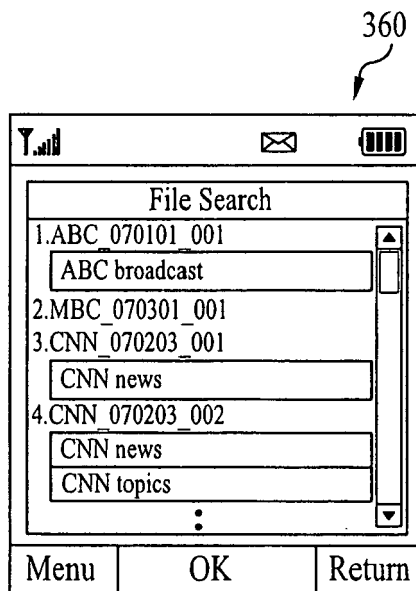 360
File Search
1.ABC_070101_001
ABC broadcast
2.MBC_070301_001
3.CNN_070203_001
CNN news
4.CNN_070203_002
CNN news
CNN topics
Menu OK Return